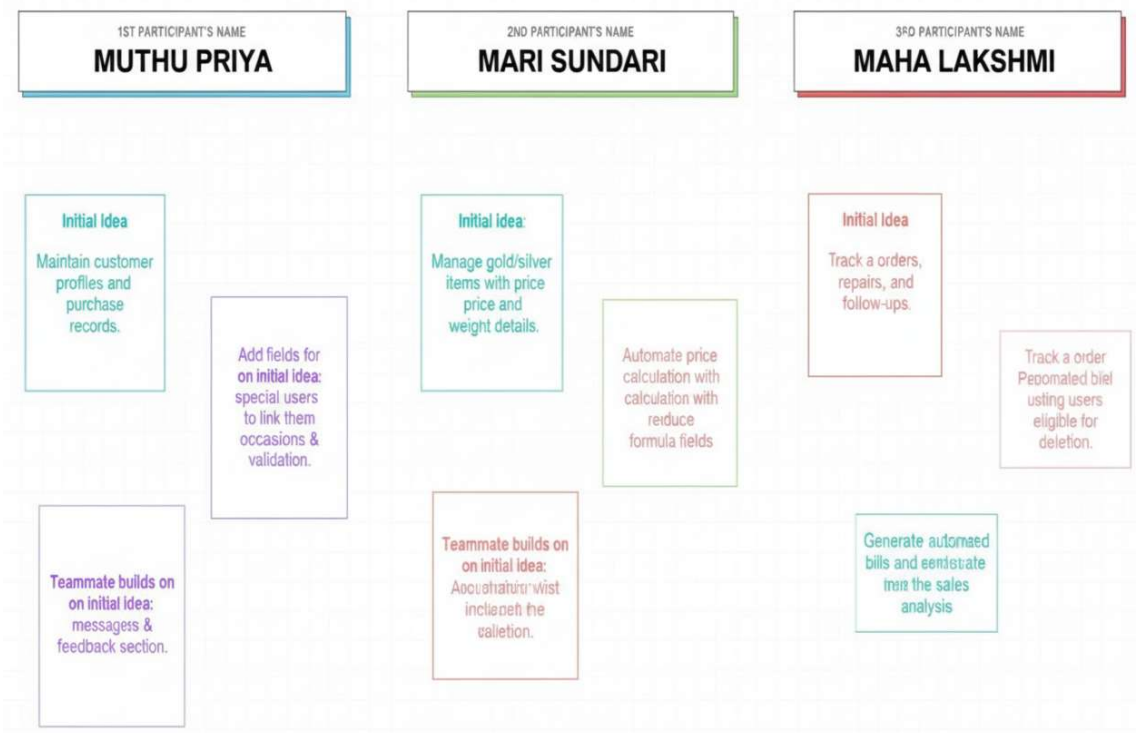 1ST PARTICIPANT'S NAME
MUTHU PRIYA
Initial Idea
Maintain customer
profiles and
purchase
records.
Add fields for
on initial idea:
special users
to link them
occasions &
validation.
Teammate builds on
on initial idea:
messages &
feedback section.
2ND PARTICIPANT'S NAME
MARI SUNDARI
Initial idea:
Manage gold/silver
items with price
price and
weight details.
Automate price
calculation with
calculation with
formula fields
Teammate builds on
on initial idea:
the
3RD PARTICIPANT'S NAME
MAHA LAKSHMI
Initial Idea
Track a orders,
repairs, and
follow-ups.
Track a order
users
eligible for
deletion.
Generate
bills and
the sales
analysis